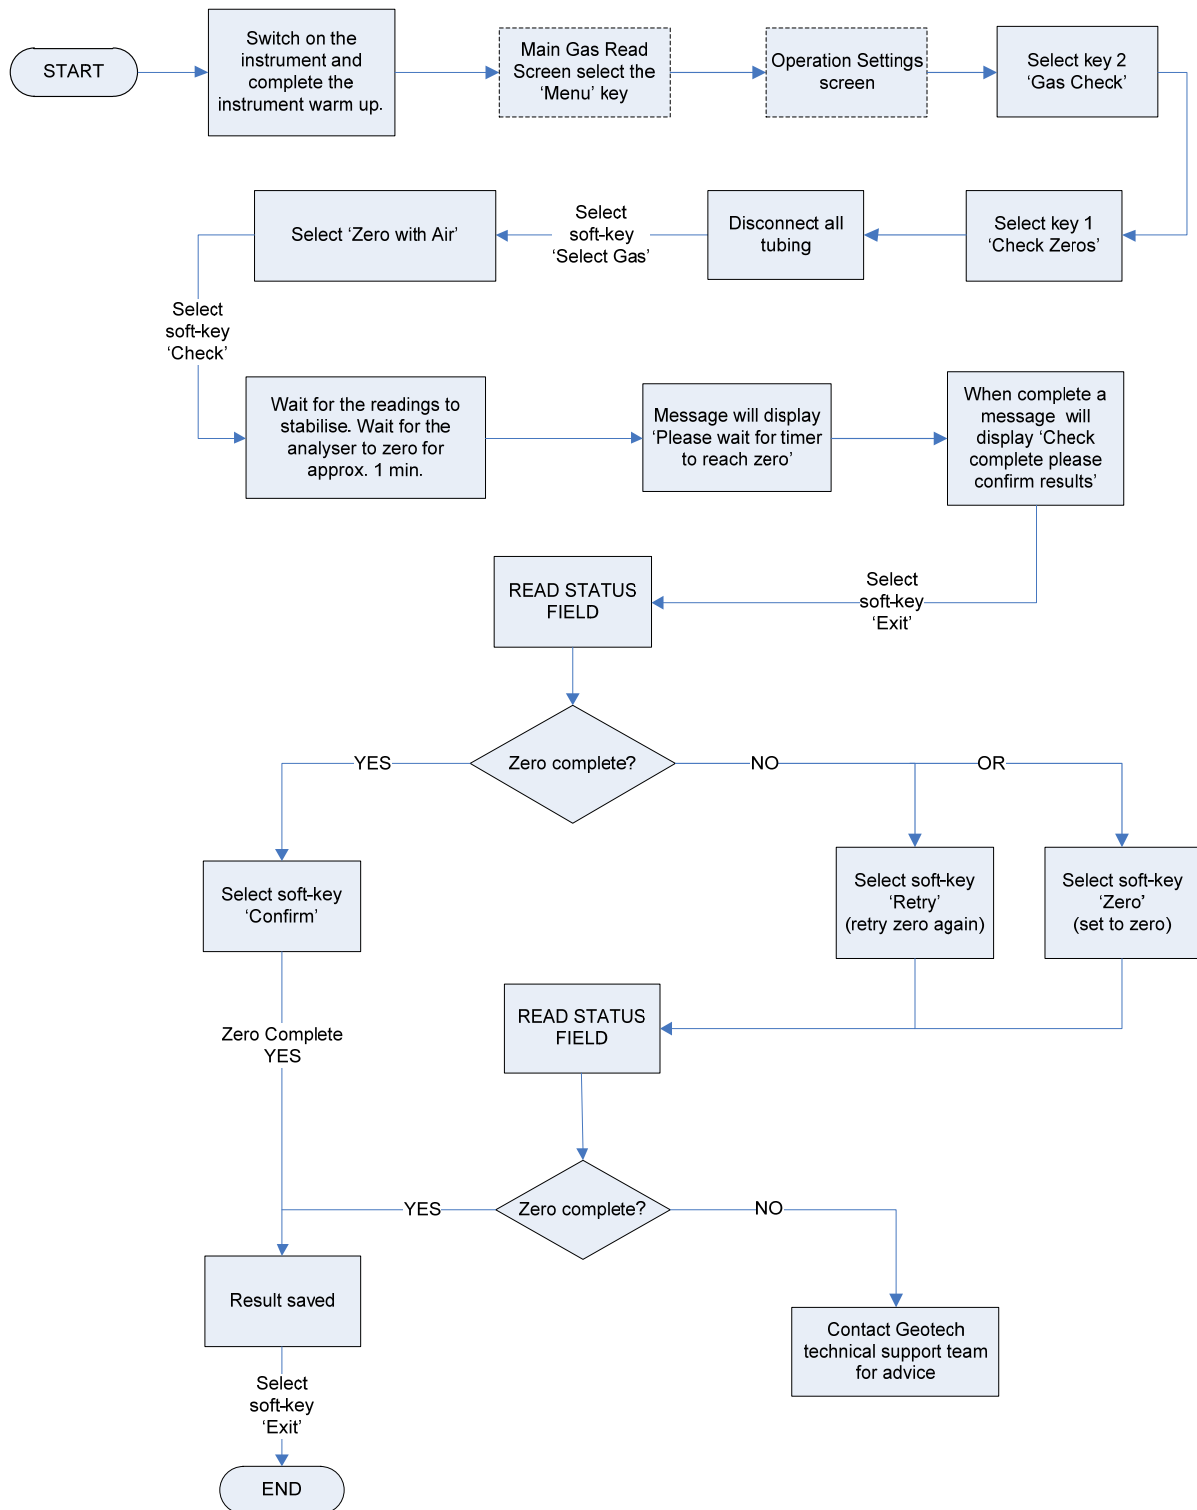 START
Switch on the
instrument and
complete the
instrument warm up.
Main Gas Read
Screen select the
‘Menu’ key
Operation Settings
screen
Select key 2
‘Gas Check’
Select key 1
‘Check Zeros’
Disconnect all
tubing
Select
soft-key
‘Select Gas’
Select ‘Zero with Air’
Select
soft-key
‘Check’
Wait for the readings to
stabilise. Wait for the
analyser to zero for
approx. 1 min.
Message will display
‘Please wait for timer
to reach zero’
When complete a
message will
display ‘Check
complete please
confirm results’
Select
soft-key
‘Exit’
READ STATUS
FIELD
Zero complete?
YES
NO
OR
Select soft-key
‘Confirm’
Select soft-key
‘Retry’
(retry zero again)
Select soft-key
‘Zero’
(set to zero)
READ STATUS
FIELD
Zero Complete
YES
Zero complete?
YES
NO
Result saved
Contact Geotech
technical support team
for advice
Select
soft-key
‘Exit’
END